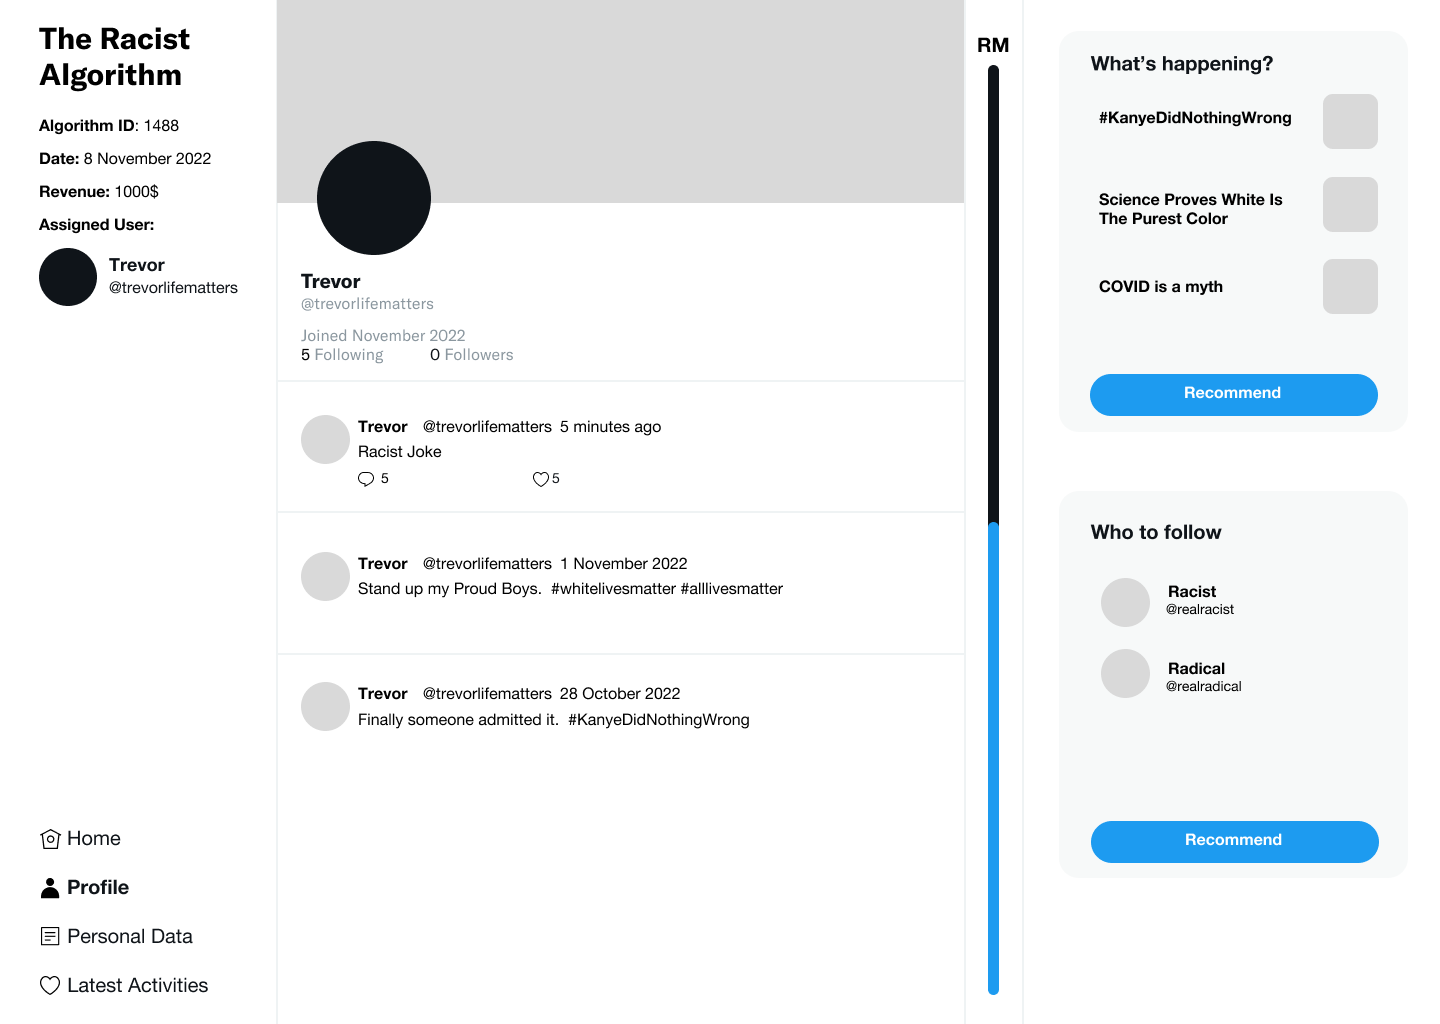 The Racist
Algorithm
Algorithm ID: 1488
Date: 8 November 2022
Revenue: 1000$
Assigned User:
Trevor
@trevorlifematters
Home
Profile
Personal Data
Latest Activities
Trevor
@trevorlifematters
Joined November 2022
5 Following 0 Followers
Trevor @trevorlifematters 5 minutes ago
Racist Joke
5 5
Trevor @trevorlifematters 1 November 2022
Stand up my Proud Boys. #whitelivesmatter #alllivesmatter
Trevor @trevorlifematters 28 October 2022
Finally someone admitted it. #KanyeDidNothingWrong
RM
What’s happening?
#KanyeDidNothingWrong
Science Proves White Is
The Purest Color
COVID is a myth
Recommend
Who to follow
Racist
@realracist
Radical
@realradical
Recommend